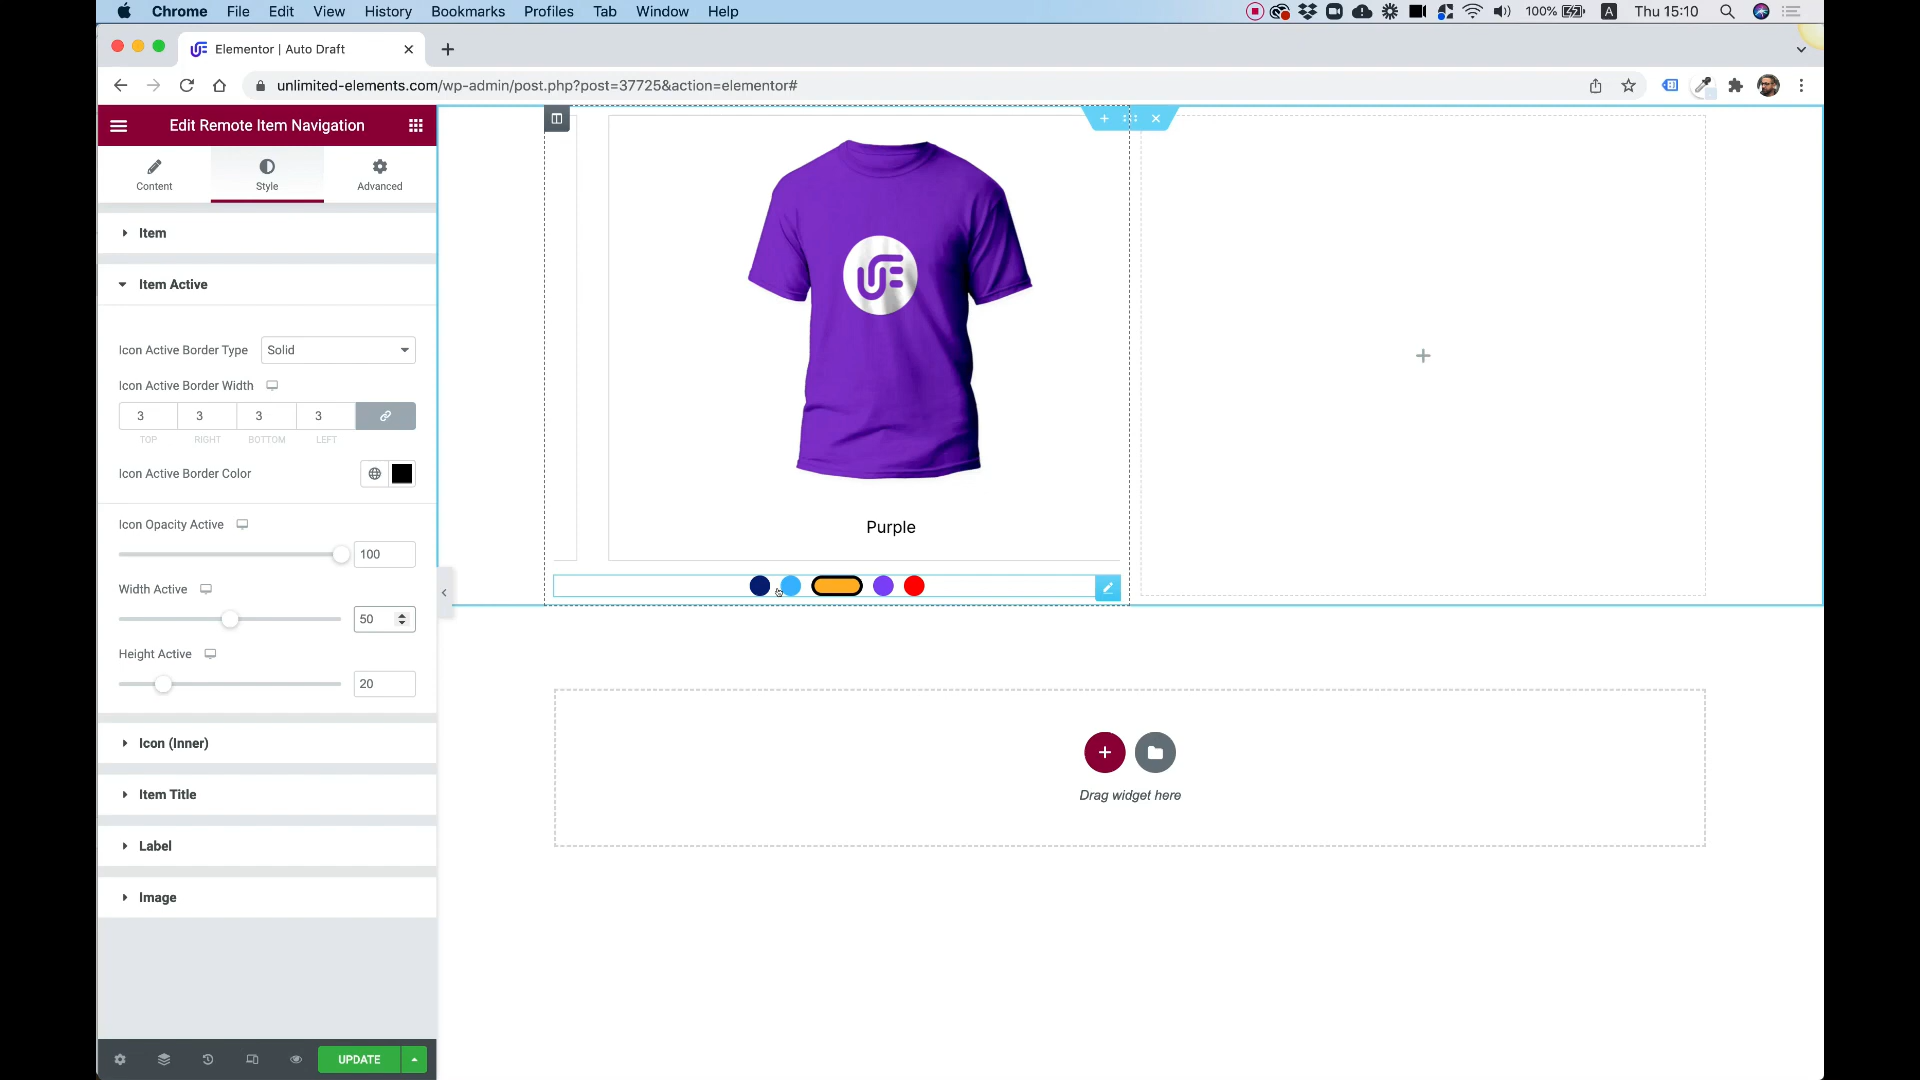 Chrome File Edit View History Bookmarks Profiles Tab Window Help
100% A Thu 15:10
Elementor | Auto Draft
unlimited-elements.com/wp-admin/post.php?post=37725&action=elementor#
Edit Remote Item Navigation
Content Style Advanced
Item
Item Active
Icon Active Border Type Solid
Icon Active Border Width
3 3 3 3
TOP RIGHT BOTTOM LEFT
Icon Active Border Color
Icon Opacity Active
100
Width Active
50
Height Active
20
Icon (Inner)
Item Title
Label
Image
UPDATE
UE
Purple
Drag widget here